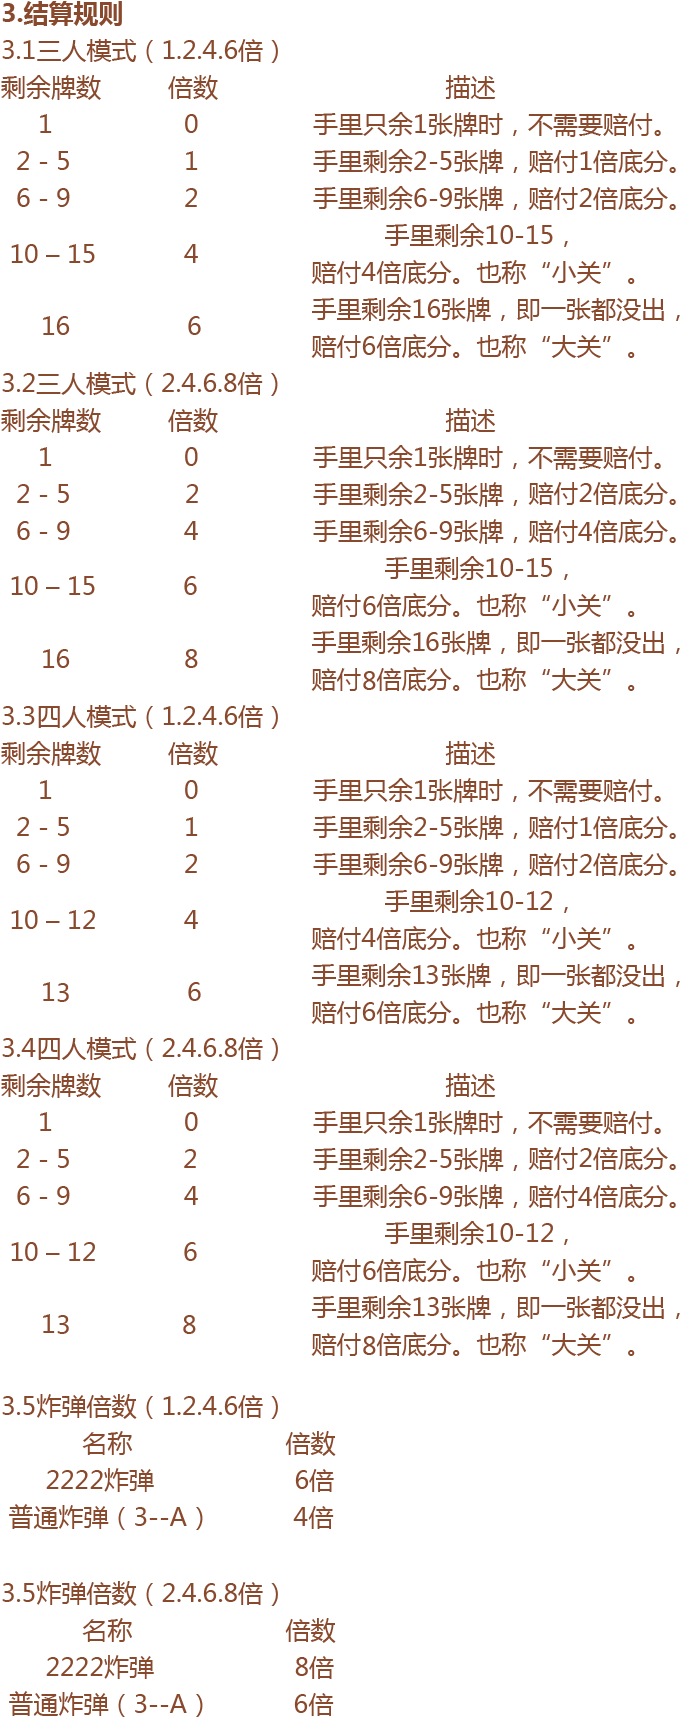 3.结算规则
3.1三人模式（1.2.4.6倍）
剩余牌数 倍数 描述
1 0 手里只余1张牌时，不需要赔付。
2 - 5 1 手里剩余2-5张牌，赔付1倍底分。
6 - 9 2 手里剩余6-9张牌，赔付2倍底分。
10 – 15 4 手里剩余10-15，
赔付4倍底分。也称“小关”。
16 6 手里剩余16张牌，即一张都没出，
赔付6倍底分。也称“大关”。
3.2三人模式（2.4.6.8倍）
剩余牌数 倍数 描述
1 0 手里只余1张牌时，不需要赔付。
2 - 5 2 手里剩余2-5张牌，赔付2倍底分。
6 - 9 4 手里剩余6-9张牌，赔付4倍底分。
10 – 15 6 手里剩余10-15，
赔付6倍底分。也称“小关”。
16 8 手里剩余16张牌，即一张都没出，
赔付8倍底分。也称“大关”。
3.3四人模式（1.2.4.6倍）
剩余牌数 倍数 描述
1 0 手里只余1张牌时，不需要赔付。
2 - 5 1 手里剩余2-5张牌，赔付1倍底分。
6 - 9 2 手里剩余6-9张牌，赔付2倍底分。
10 – 12 4 手里剩余10-12，
赔付4倍底分。也称“小关”。
13 6 手里剩余13张牌，即一张都没出，
赔付6倍底分。也称“大关”。
3.4四人模式（2.4.6.8倍）
剩余牌数 倍数 描述
1 0 手里只余1张牌时，不需要赔付。
2 - 5 2 手里剩余2-5张牌，赔付2倍底分。
6 - 9 4 手里剩余6-9张牌，赔付4倍底分。
10 – 12 6 手里剩余10-12，
赔付6倍底分。也称“小关”。
13 8 手里剩余13张牌，即一张都没出，
赔付8倍底分。也称“大关”。
3.5炸弹倍数（1.2.4.6倍）
名称 倍数
2222炸弹 6倍
普通炸弹（3--A） 4倍
3.5炸弹倍数（2.4.6.8倍）
名称 倍数
2222炸弹 8倍
普通炸弹（3--A） 6倍